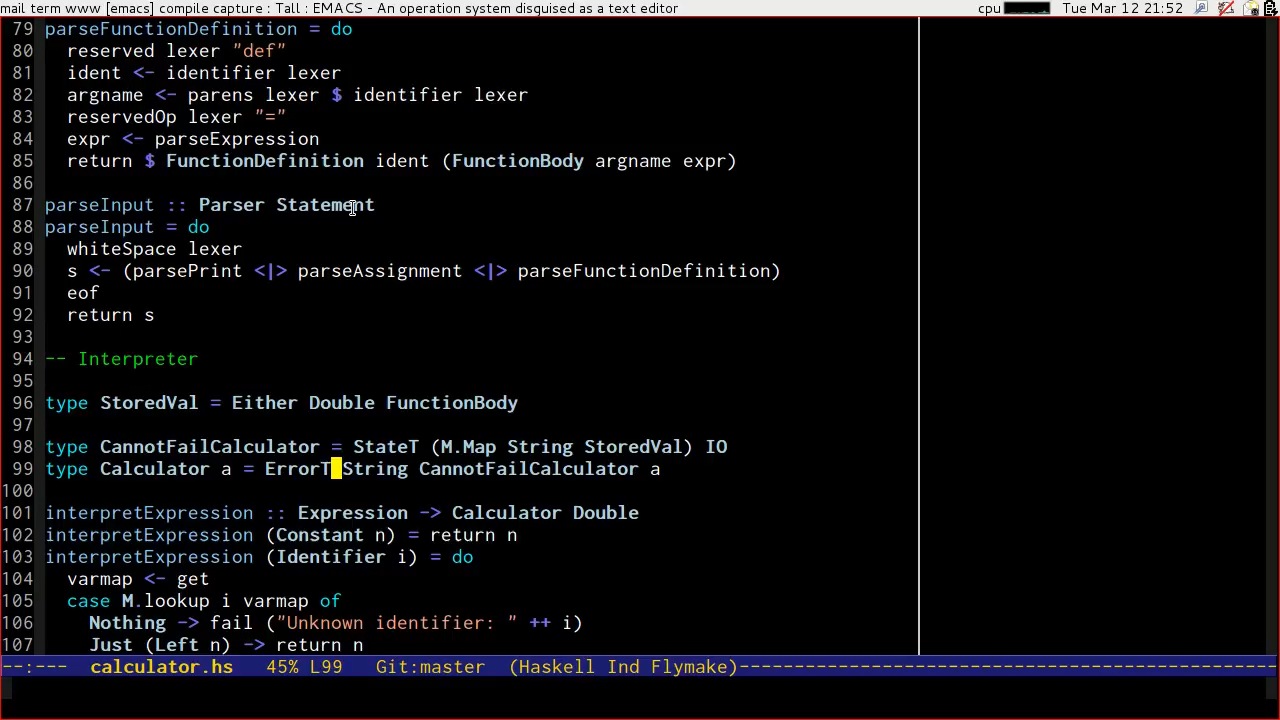 mail term www [emacs] compile capture : Tall : EMACS - An operation system disguised as a text editor cpu Tue Mar 12 21:52
79 parseFunctionDefinition = do
80   reserved lexer "def"
81   ident <- identifier lexer
82   argname <- parens lexer $ identifier lexer
83   reservedOp lexer "="
84   expr <- parseExpression
85   return $ FunctionDefinition ident (FunctionBody argname expr)
86
87 parseInput :: Parser Statement
88 parseInput = do
89   whiteSpace lexer
90   s <- (parsePrint <|> parseAssignment <|> parseFunctionDefinition)
91   eof
92   return s
93
94 -- Interpreter
95
96 type StoredVal = Either Double FunctionBody
97
98 type CannotFailCalculator = StateT (M.Map String StoredVal) IO
99 type Calculator a = ErrorT String CannotFailCalculator a
100
101 interpretExpression :: Expression -> Calculator Double
102 interpretExpression (Constant n) = return n
103 interpretExpression (Identifier i) = do
104   varmap <- get
105   case M.lookup i varmap of
106     Nothing -> fail ("Unknown identifier: " ++ i)
107     Just (Left n) -> return n
--:--- calculator.hs 45% L99 Git:master (Haskell Ind Flymake)--------------------------------------------------